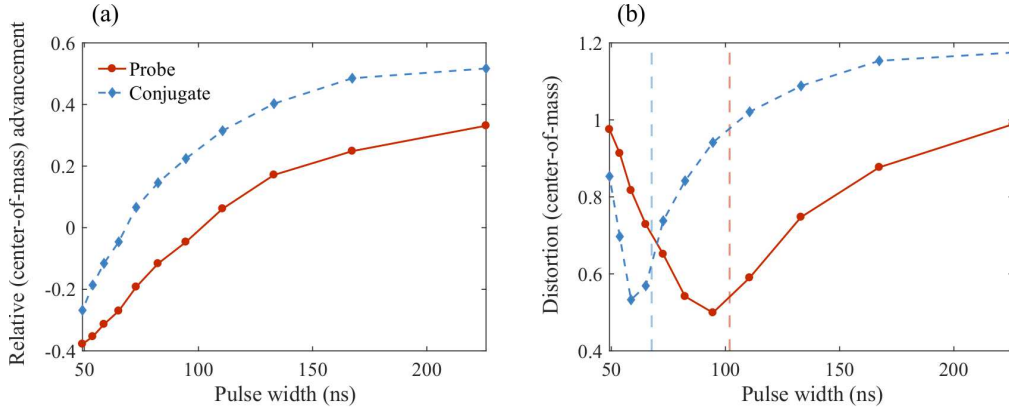 (a)
Relative (center-of-mass) advancement
0.6
0.4
0.2
0
-0.2
-0.4
Probe
Conjugate
50
100
150
200
Pulse width (ns)
(b)
Distortion (center-of-mass)
1.2
1
0.8
0.6
0.4
50
100
150
200
Pulse width (ns)